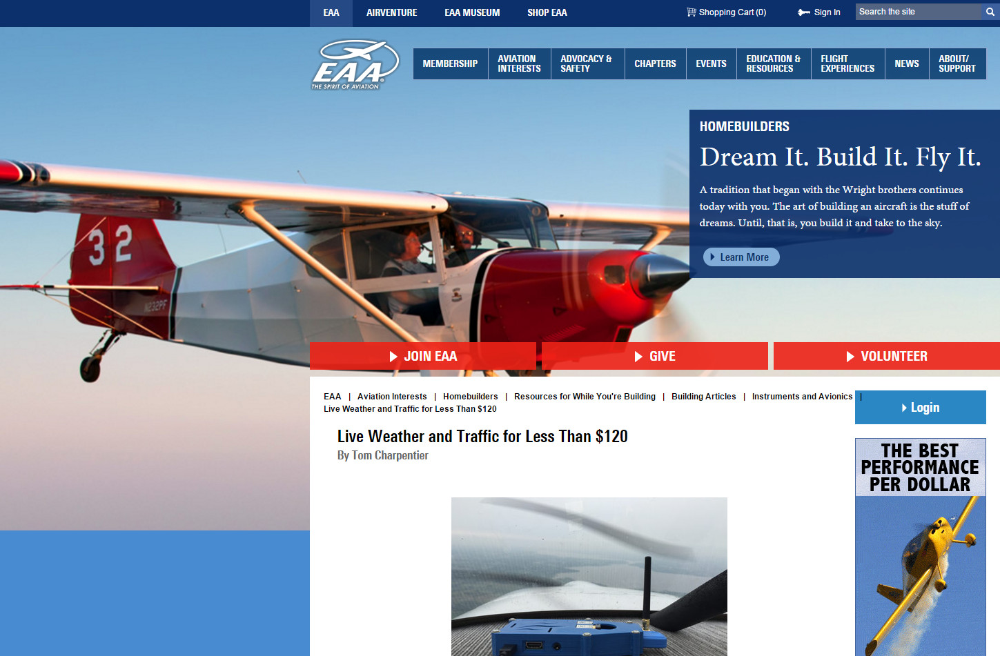 EAA
AIRVENTURE
EAA MUSEUM
SHOP EAA
Shopping Cart (0)
Sign In
Search the site
EAA
THE SPIRIT OF AVIATION
MEMBERSHIP
AVIATION
INTERESTS
ADVOCACY &
SAFETY
CHAPTERS
EVENTS
EDUCATION &
RESOURCES
FLIGHT
EXPERIENCES
NEWS
ABOUT/
SUPPORT
HOMEBUILDERS
Dream It. Build It. Fly It.
A tradition that began with the Wright brothers continues
today with you. The art of building an aircraft is the stuff of
dreams. Until, that is, you build it and take to the sky.
Learn More
32
N232PF
JOIN EAA
GIVE
VOLUNTEER
EAA | Aviation Interests | Homebuilders | Resources for While You're Building | Building Articles | Instruments and Avionics |
Live Weather and Traffic for Less Than $120
Login
Live Weather and Traffic for Less Than $120
By Tom Charpentier
THE BEST
PERFORMANCE
PER DOLLAR